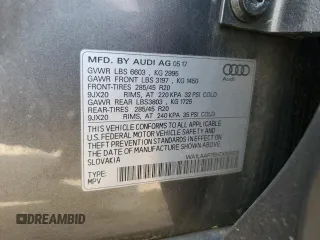 MFD. BY AUDI AG 05 17
GVWR LBS 6603 , KG 2995
GAWR FRONT LBS 3197 , KG 1450
FRONT-TIRES 285/45 R20
9JX20 RIMS, AT 220 KPA 32 PSI COLD
GAWR REAR LBS3803 , KG 1725
REAR-TIRES 285/45 R20
9JX20 RIMS, AT 240 KPA 35 PSI COLD
THIS VEHICLE CONFORMS TO ALL APPLICABLE
U.S. FEDERAL MOTOR VEHICLE SAFETY AND
THEFT PREVENTION STANDARDS IN EFFECT ON
THE DATE OF MANUFACTURE SHOWN ABOVE
SLOVAKIA
TYPE:
MPV
Audi
© DREAMBID
dreambid.com